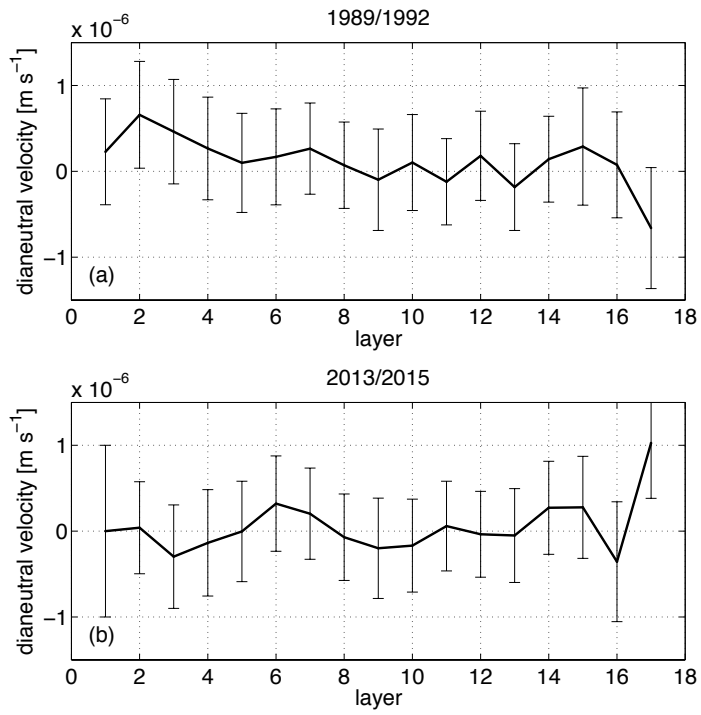 1989/1992
x 10⁻⁶
dianeutral velocity [m s⁻¹]
1
0
−1
(a)
0 2 4 6 8 10 12 14 16 18
layer
2013/2015
x 10⁻⁶
dianeutral velocity [m s⁻¹]
1
0
−1
(b)
0 2 4 6 8 10 12 14 16 18
layer